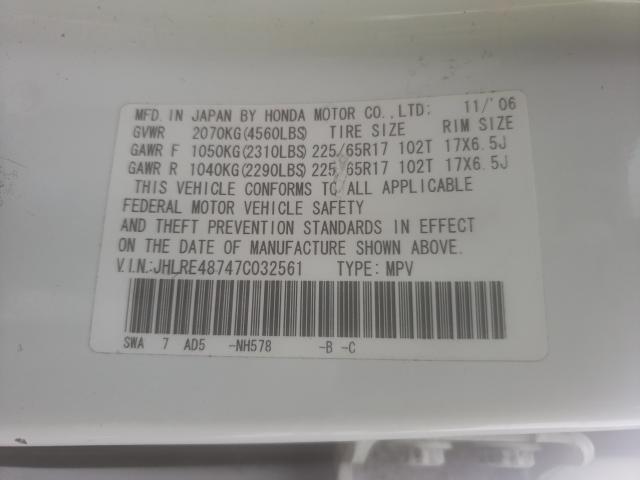 MFD. IN JAPAN BY HONDA MOTOR CO., LTD: 11/'06
GVWR 2070KG(4560LBS) TIRE SIZE RIM SIZE
GAWR F 1050KG(2310LBS) 225/65R17 102T 17X6.5J
GAWR R 1040KG(2290LBS) 225/65R17 102T 17X6.5J
THIS VEHICLE CONFORMS TO ALL APPLICABLE
FEDERAL MOTOR VEHICLE SAFETY
AND THEFT PREVENTION STANDARDS IN EFFECT
ON THE DATE OF MANUFACTURE SHOWN ABOVE.
V.I.N:JHLRE48747C032561 TYPE: MPV
SWA 7 AD5 -NH578 -B -C